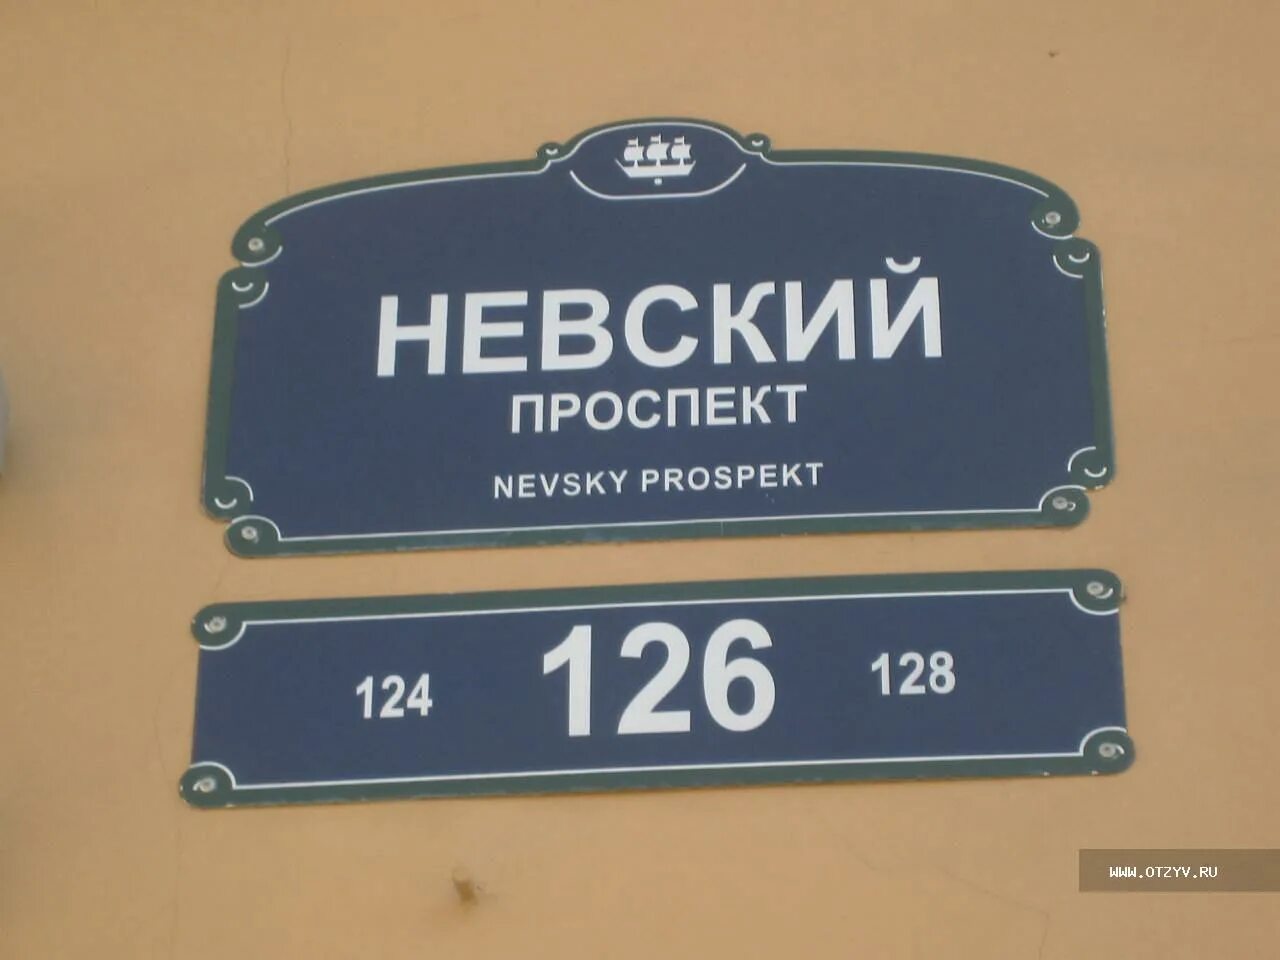 НЕВСКИЙ
ПРОСПЕКТ
NEVSKY PROSPEKT
124 126 128
WWW.OTZYV.RU